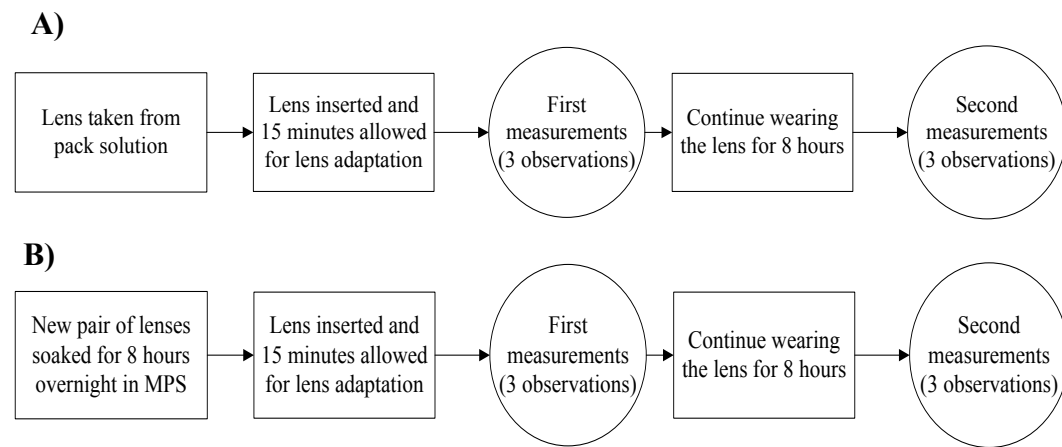 A)
Lens taken from
pack solution
Lens inserted and
15 minutes allowed
for lens adaptation
First
measurements
(3 observations)
Continue wearing
the lens for 8 hours
Second
measurements
(3 observations)
B)
New pair of lenses
soaked for 8 hours
overnight in MPS
Lens inserted and
15 minutes allowed
for lens adaptation
First
measurements
(3 observations)
Continue wearing
the lens for 8 hours
Second
measurements
(3 observations)